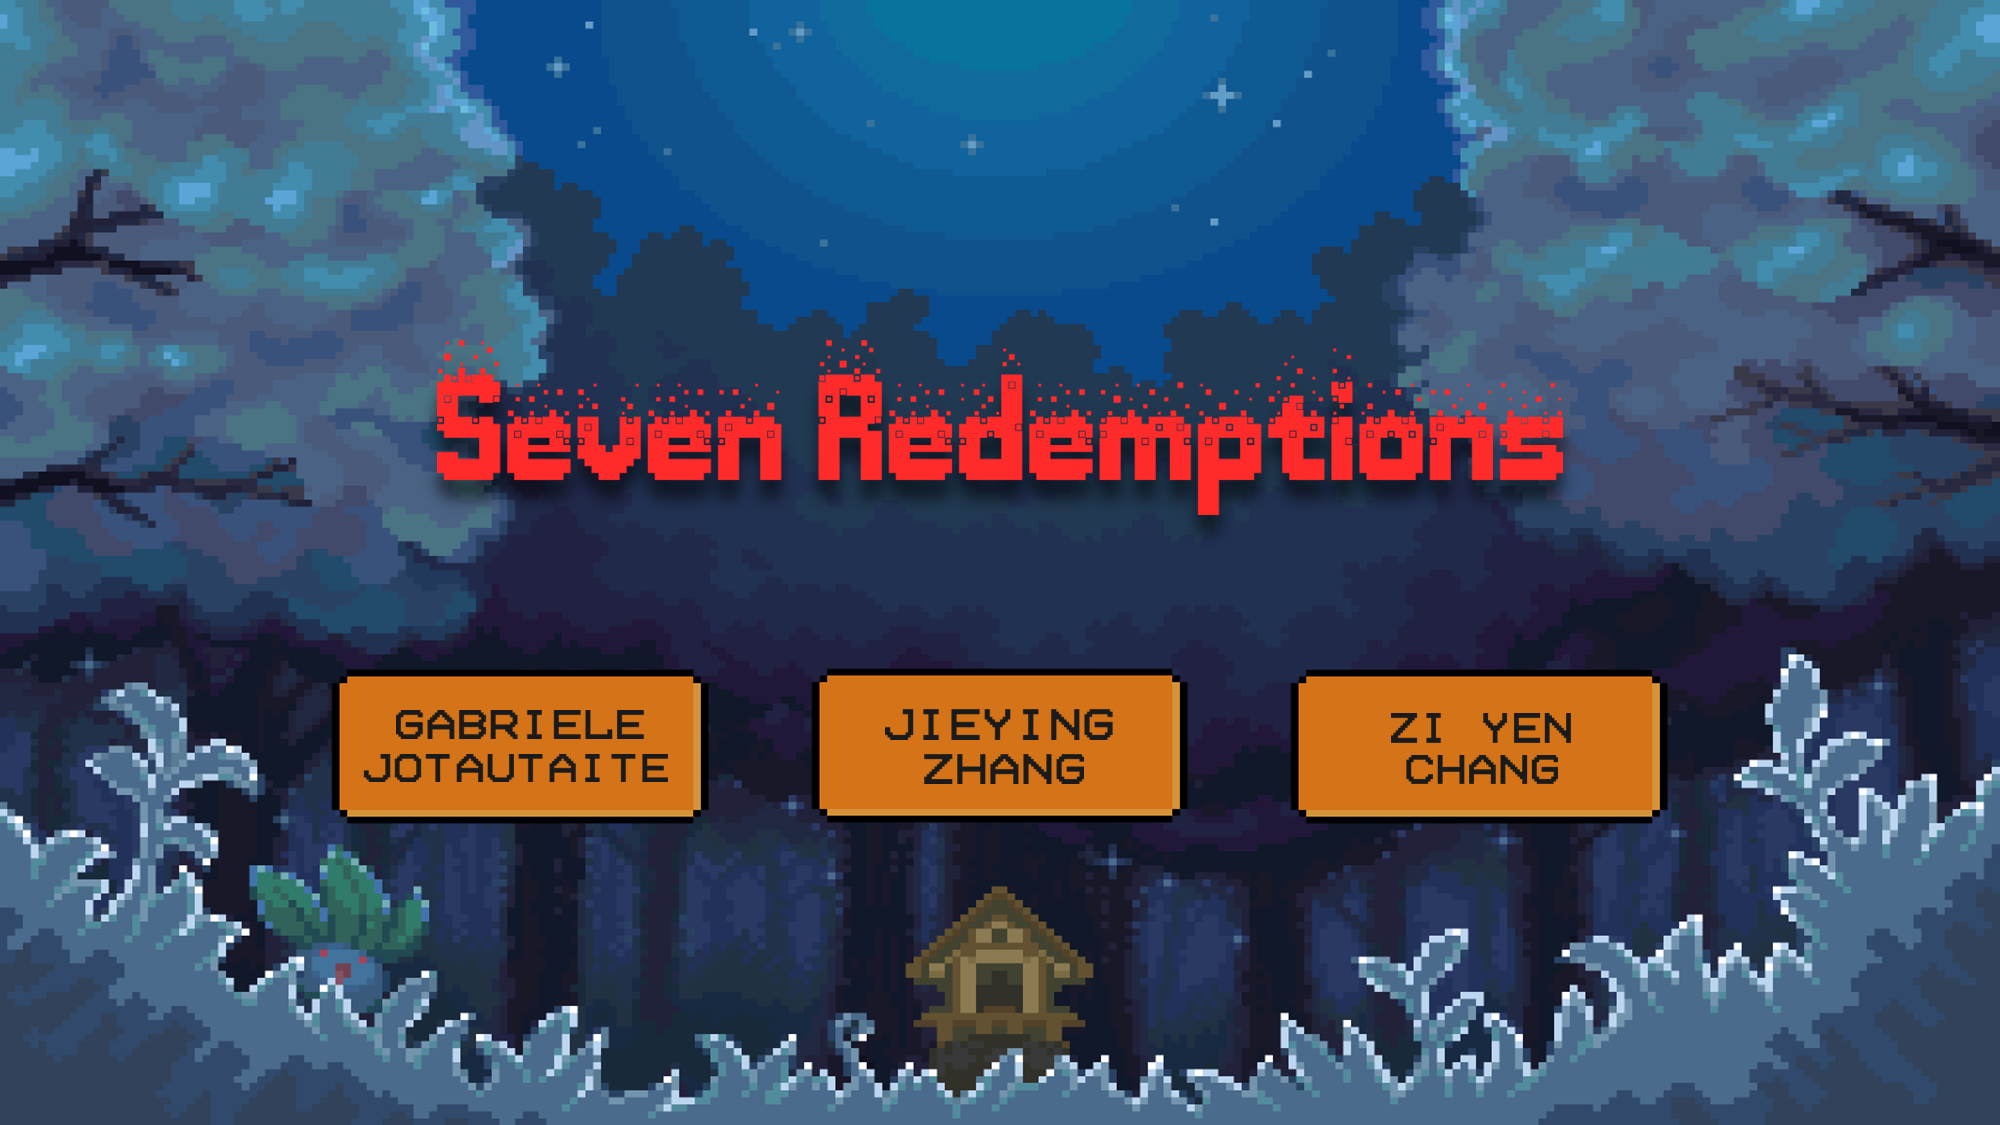 Seven Redemptions
GABRIELE
JOTAUTAITE
JIEYING
ZHANG
ZI YEN
CHANG